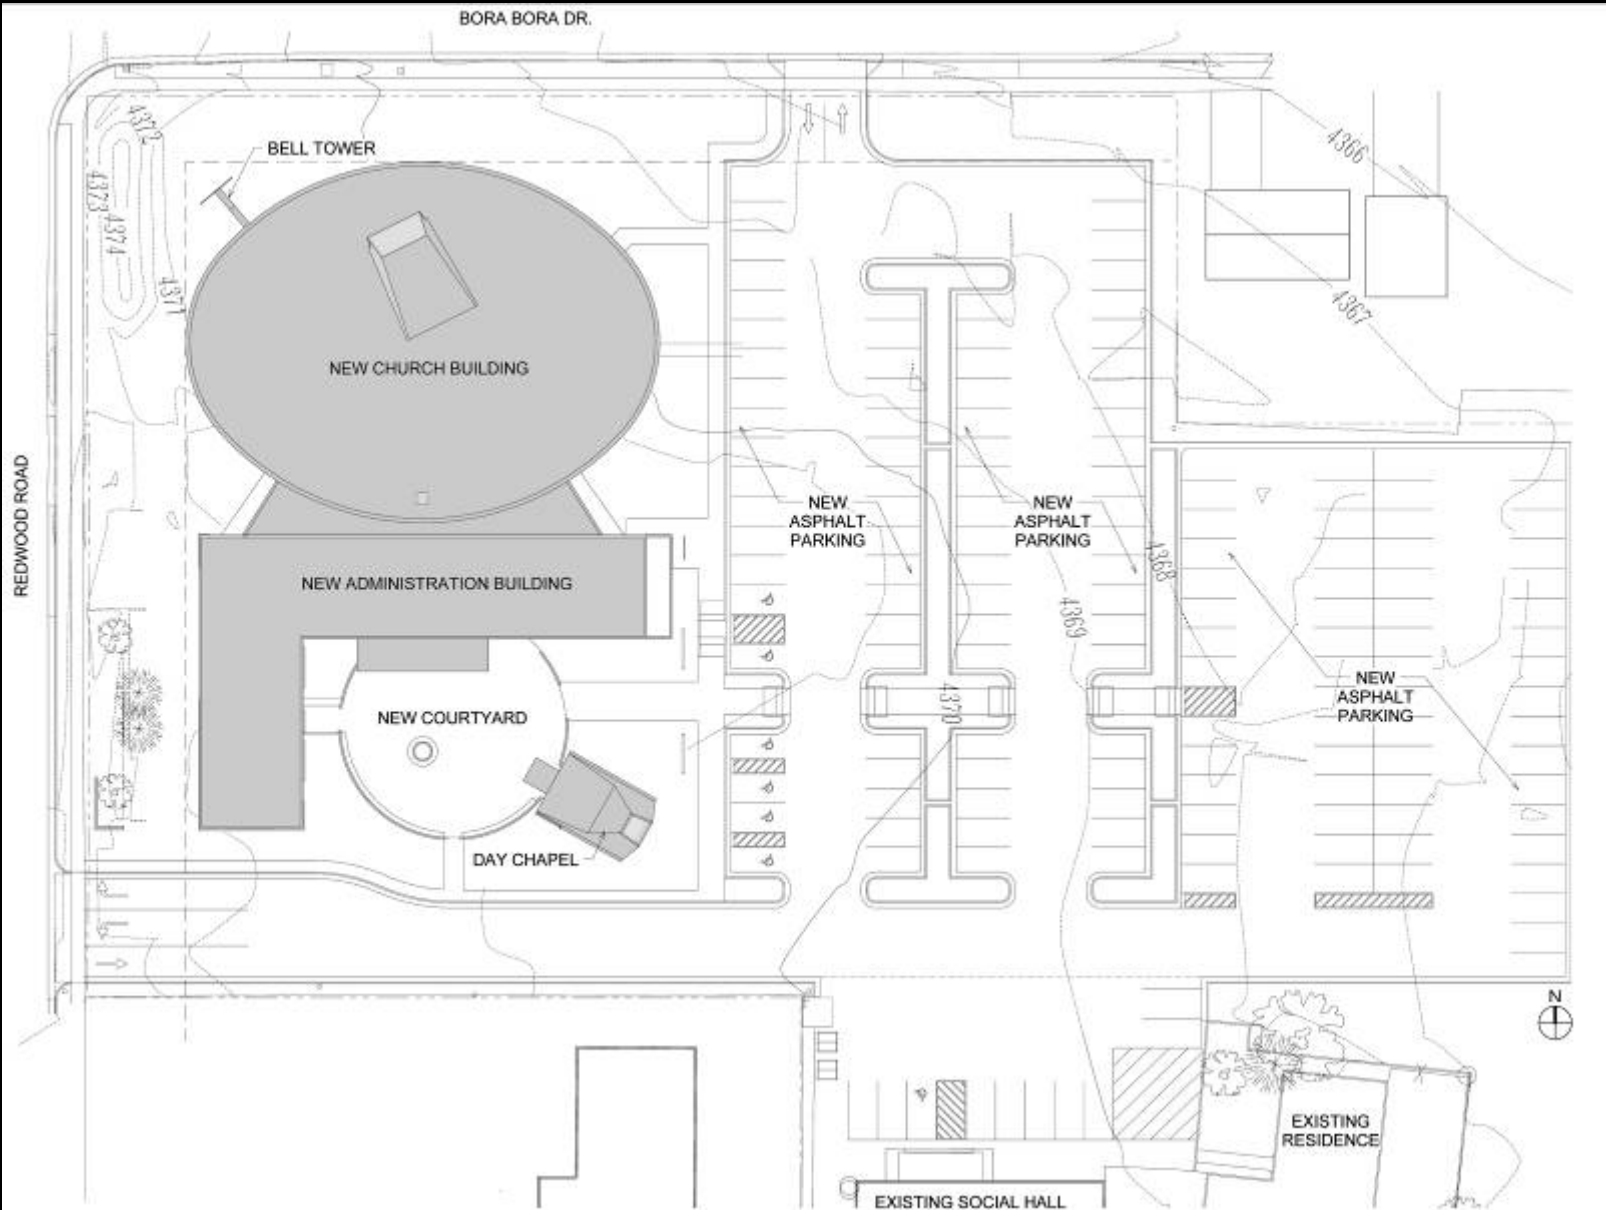 BORA BORA DR.
4372
BELL TOWER
4366
4373
4374
4371
4367
NEW CHURCH BUILDING
REDWOOD ROAD
NEW
ASPHALT
PARKING
NEW
ASPHALT
PARKING
4368
NEW ADMINISTRATION BUILDING
4369
NEW
ASPHALT
PARKING
4370
NEW COURTYARD
DAY CHAPEL
N
EXISTING
RESIDENCE
EXISTING SOCIAL HALL